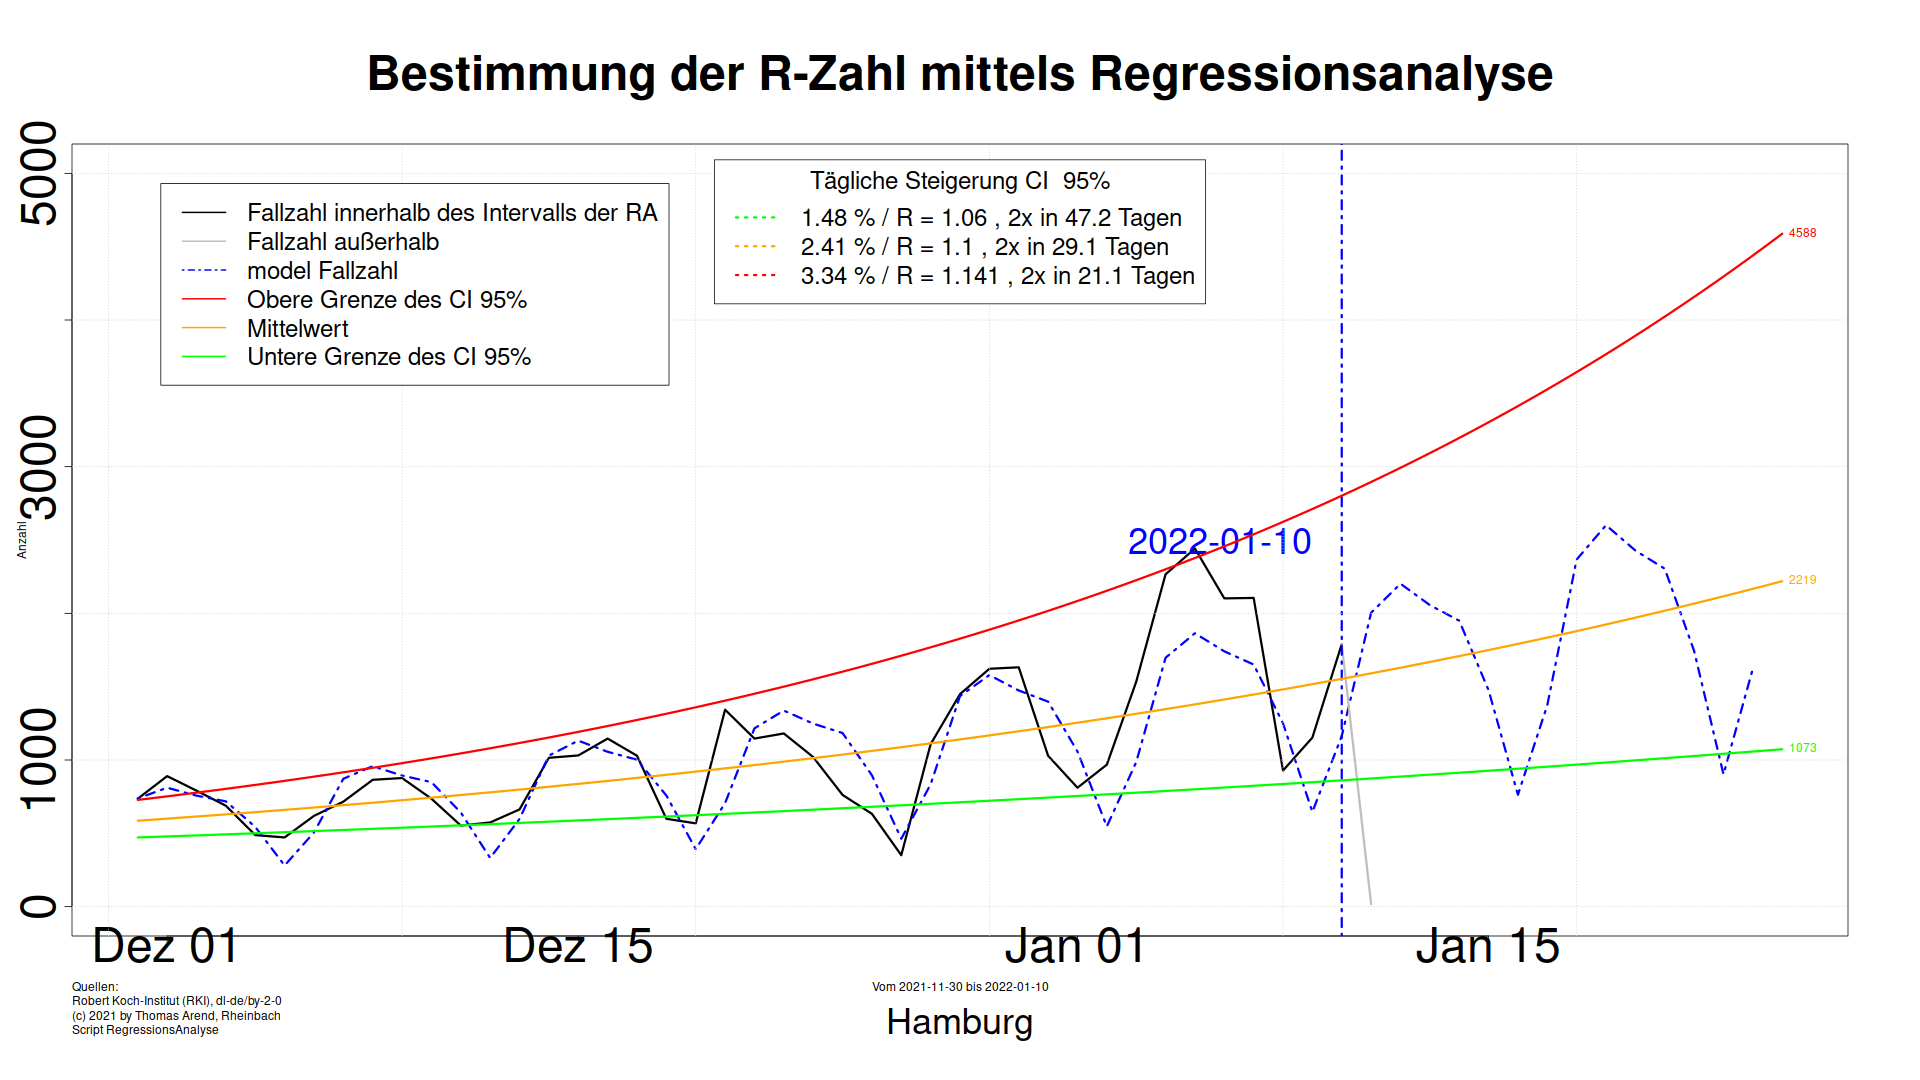 Bestimmung der R-Zahl mittels Regressionsanalyse
5000
3000
1000
0
Anzahl
Fallzahl innerhalb des Intervalls der RA
Fallzahl außerhalb
model Fallzahl
Obere Grenze des CI 95%
Mittelwert
Untere Grenze des CI 95%
Tägliche Steigerung CI  95%
1.48 % / R = 1.06 , 2x in 47.2 Tagen
2.41 % / R = 1.1 , 2x in 29.1 Tagen
3.34 % / R = 1.141 , 2x in 21.1 Tagen
4588
2022-01-10
2219
1073
Dez 01
Dez 15
Jan 01
Jan 15
Quellen:
Robert Koch-Institut (RKI), dl-de/by-2-0
(c) 2021 by Thomas Arend, Rheinbach
Script RegressionsAnalyse
Vom 2021-11-30 bis 2022-01-10
Hamburg